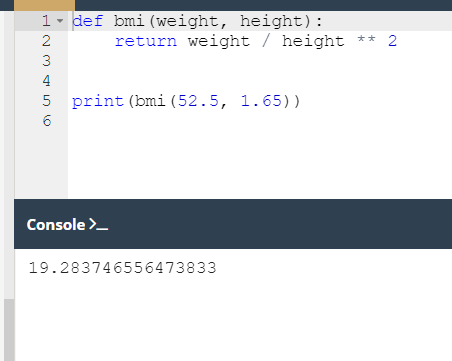 1 def bmi(weight, height):
2     return weight / height ** 2
3
4
5 print(bmi(52.5, 1.65))
6
Console >_
19.283746556473833